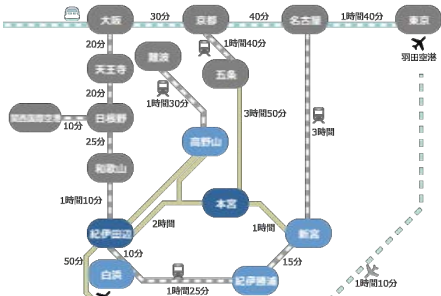 大阪
30分
京都
40分
名古屋
1時間40分
東京
20分
難波
1時間40分
羽田空港
天王寺
五条
20分
1時間30分
3時間50分
関西国際空港
10分
日根野
3時間
25分
高野山
和歌山
1時間10分
本宮
2時間
紀伊田辺
1時間
新宮
10分
50分
15分
白浜
紀伊勝浦
1時間25分
1時間10分